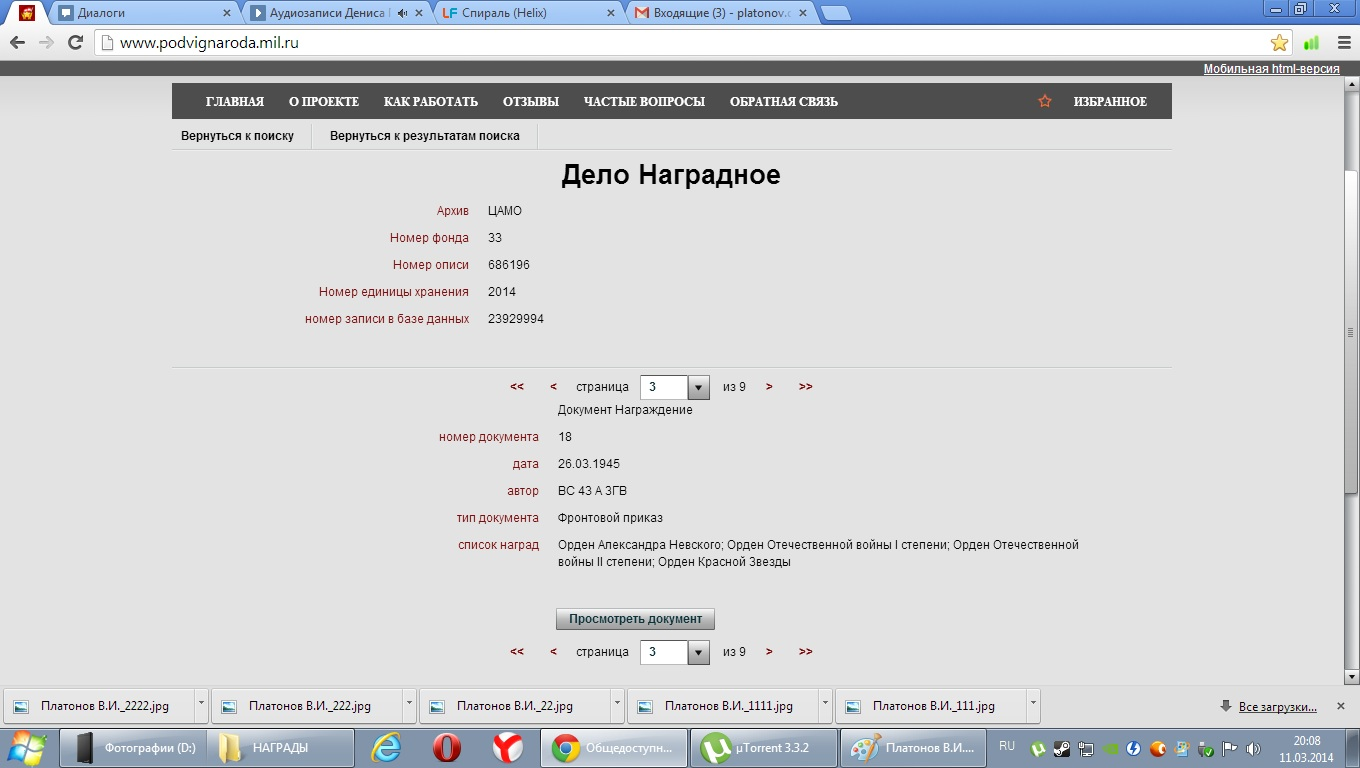 Диалоги
Аудиозаписи Дениса
Спираль (Helix)
Входящие (3) - platonov.
www.podvignaroda.mil.ru
Мобильная html-версия
ГЛАВНАЯ О ПРОЕКТЕ КАК РАБОТАТЬ ОТЗЫВЫ ЧАСТЫЕ ВОПРОСЫ ОБРАТНАЯ СВЯЗЬ ИЗБРАННОЕ
Вернуться к поиску Вернуться к результатам поиска
Дело Наградное
Архив ЦАМО
Номер фонда 33
Номер описи 686196
Номер единицы хранения 2014
номер записи в базе данных 23929994
<< < страница 3 из 9 > >>
Документ Награждение
номер документа 18
дата 26.03.1945
автор ВС 43 А 3ГВ
тип документа Фронтовой приказ
список наград Орден Александра Невского; Орден Отечественной войны I степени; Орден Отечественной
войны II степени; Орден Красной Звезды
Просмотреть документ
<< < страница 3 из 9 > >>
Платонов В.И._2222.jpg Платонов В.И._222.jpg Платонов В.И._22.jpg Платонов В.И._1111.jpg Платонов В.И._111.jpg Все загрузки...
Фотографии (D:) НАГРАДЫ Общедоступн... µTorrent 3.3.2 Платонов В.И.... RU 20:08
11.03.2014